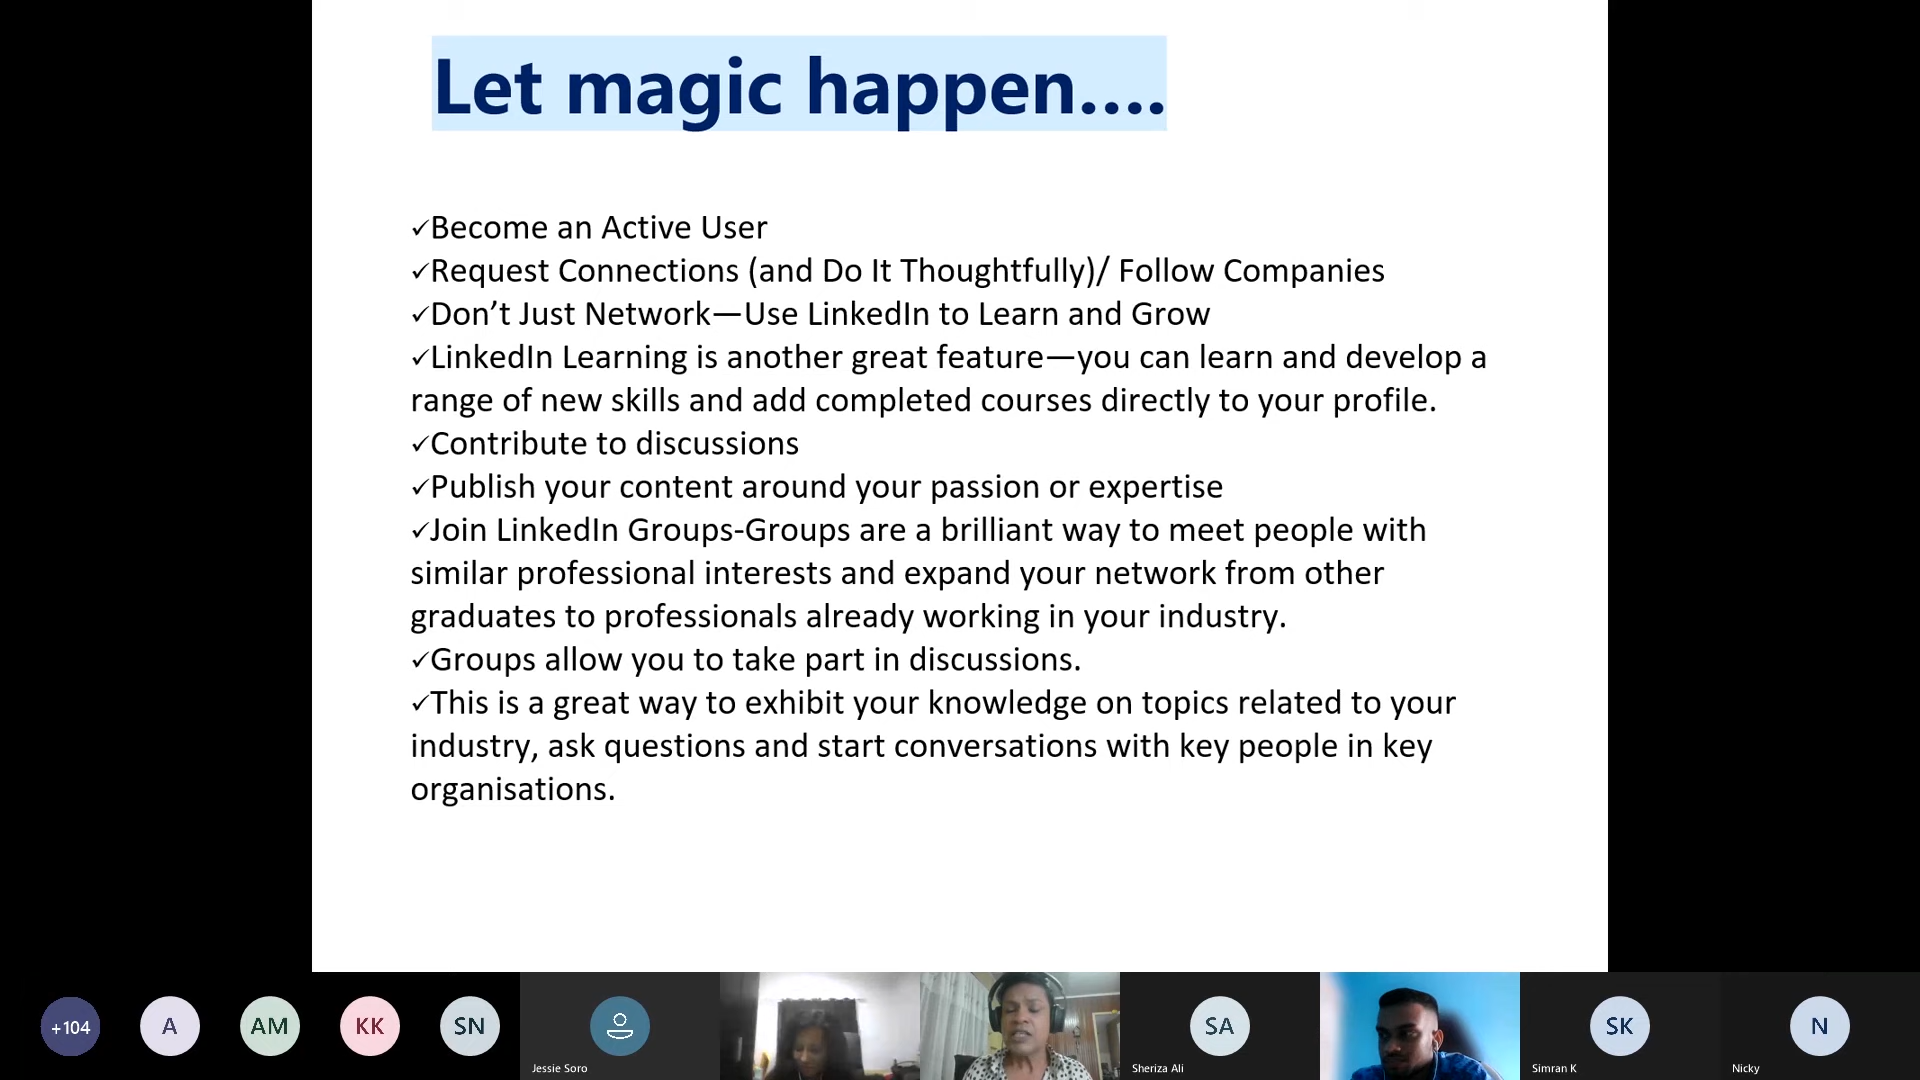 Let magic happen....
✓Become an Active User
✓Request Connections (and Do It Thoughtfully)/ Follow Companies
✓Don’t Just Network—Use LinkedIn to Learn and Grow
✓LinkedIn Learning is another great feature—you can learn and develop a
range of new skills and add completed courses directly to your profile.
✓Contribute to discussions
✓Publish your content around your passion or expertise
✓Join LinkedIn Groups-Groups are a brilliant way to meet people with
similar professional interests and expand your network from other
graduates to professionals already working in your industry.
✓Groups allow you to take part in discussions.
✓This is a great way to exhibit your knowledge on topics related to your
industry, ask questions and start conversations with key people in key
organisations.
+104 A AM KK SN SA SK N
Jessie Soro Sheriza Ali Simran K Nicky